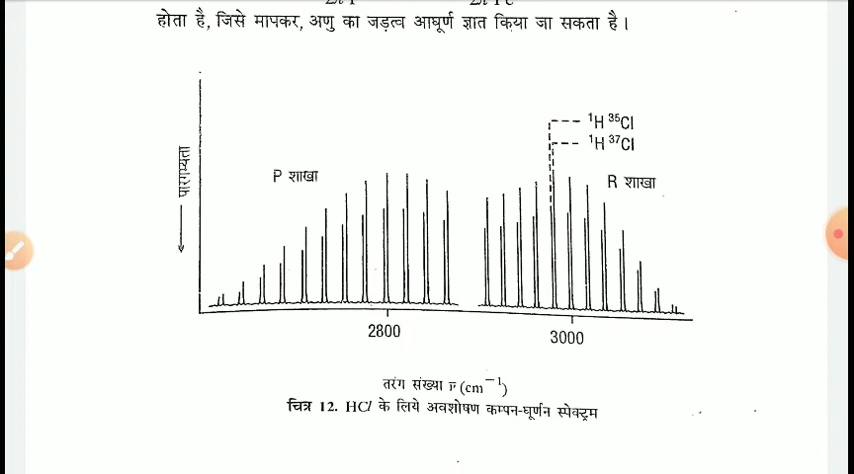 होता है, जिसे मापकर, अणु का जड़त्व आघूर्ण ज्ञात किया जा सकता है।
¹H ³⁵Cl
¹H ³⁷Cl
P शाखा
R शाखा
पारगम्यता
2800
3000
तरंग संख्या ν̅ (cm⁻¹)
चित्र 12. HCl के लिये अवशोषण कम्पन-घूर्णन स्पेक्ट्रम